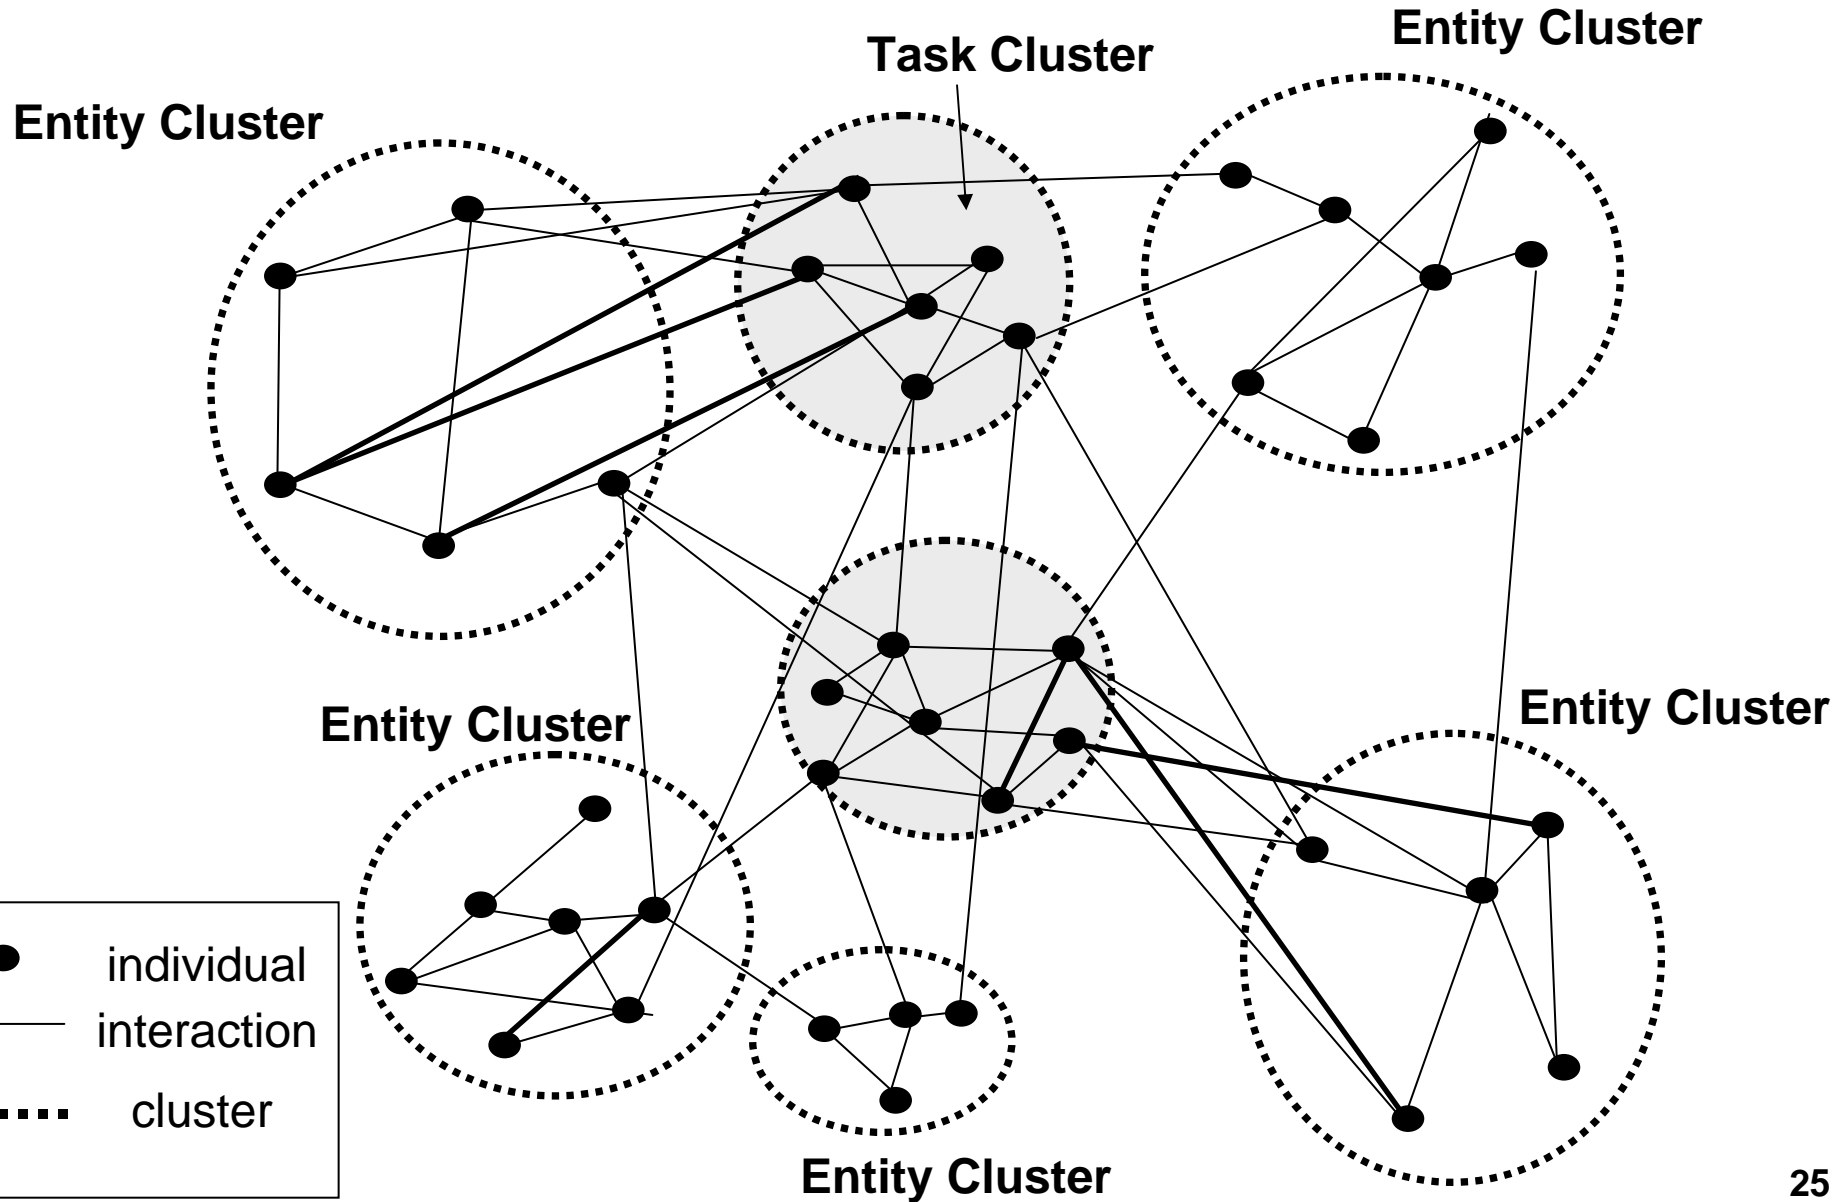 Entity Cluster
Task Cluster
Entity Cluster
Entity Cluster
Entity Cluster
individual
interaction
cluster
Entity Cluster
25